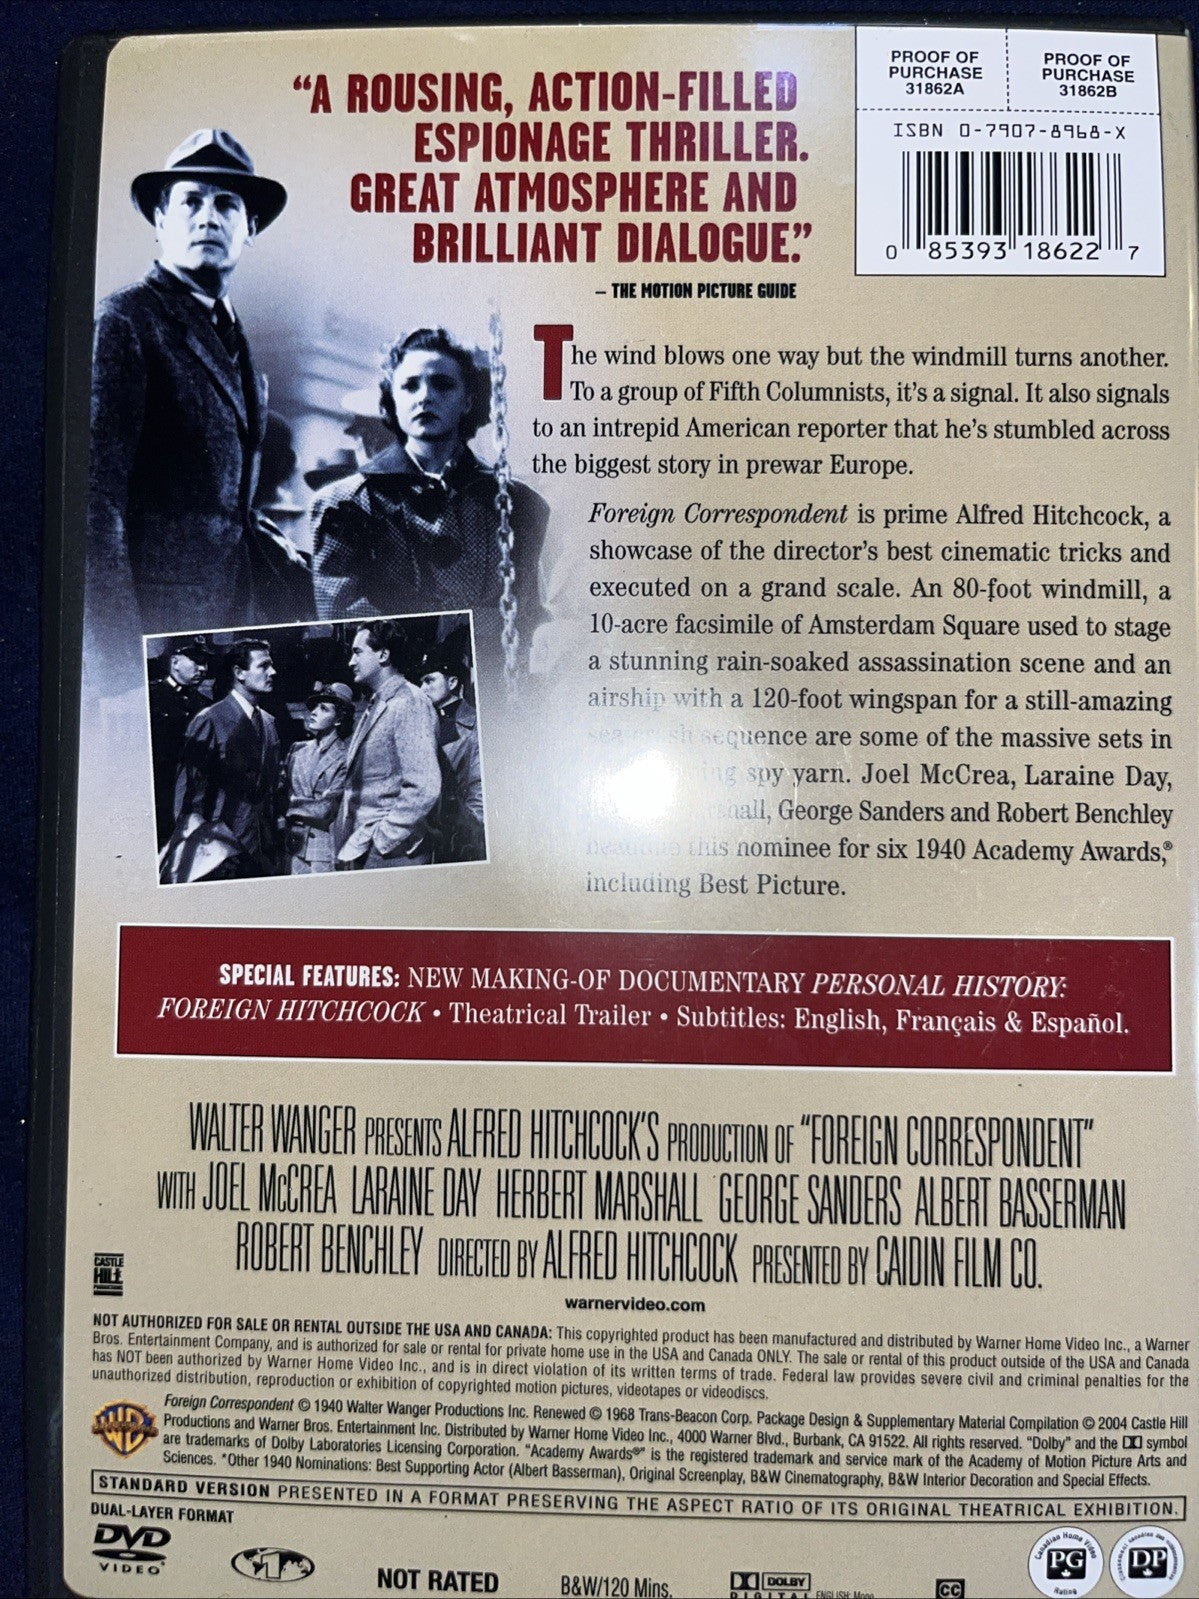 "A ROUSING, ACTION-FILLED
ESPIONAGE THRILLER.
GREAT ATMOSPHERE AND
BRILLIANT DIALOGUE."
– THE MOTION PICTURE GUIDE
PROOF OF
PURCHASE
31862A
PROOF OF
PURCHASE
31862B
ISBN 0-7907-8968-X
0 85393 18622 7
The wind blows one way but the windmill turns another.
To a group of Fifth Columnists, it's a signal. It also signals
to an intrepid American reporter that he's stumbled across
the biggest story in prewar Europe.
Foreign Correspondent is prime Alfred Hitchcock, a
showcase of the director's best cinematic tricks and
executed on a grand scale. An 80-foot windmill, a
10-acre facsimile of Amsterdam Square used to stage
a stunning rain-soaked assassination scene and an
airship with a 120-foot wingspan for a still-amazing
sequence are some of the massive sets in
spy yarn. Joel McCrea, Laraine Day,
George Sanders and Robert Benchley
this nominee for six 1940 Academy Awards,®
including Best Picture.
SPECIAL FEATURES: NEW MAKING-OF DOCUMENTARY PERSONAL HISTORY:
FOREIGN HITCHCOCK • Theatrical Trailer • Subtitles: English, Français & Español.
WALTER WANGER PRESENTS ALFRED HITCHCOCK'S PRODUCTION OF "FOREIGN CORRESPONDENT"
WITH JOEL McCREA LARAINE DAY HERBERT MARSHALL GEORGE SANDERS ALBERT BASSERMAN
ROBERT BENCHLEY DIRECTED BY ALFRED HITCHCOCK PRESENTED BY CAIDIN FILM CO.
CASTLE
HILL
warnervideo.com
NOT AUTHORIZED FOR SALE OR RENTAL OUTSIDE THE USA AND CANADA: This copyrighted product has been manufactured and distributed by Warner Home Video Inc., a Warner
Bros. Entertainment Company, and is authorized for sale or rental for private home use in the USA and Canada ONLY. The sale or rental of this product outside of the USA and Canada
has NOT been authorized by Warner Home Video Inc., and is in direct violation of its written terms of trade. Federal law provides severe civil and criminal penalties for the
unauthorized distribution, reproduction or exhibition of copyrighted motion pictures, videotapes or videodiscs.
Foreign Correspondent © 1940 Walter Wanger Productions Inc. Renewed © 1968 Trans-Beacon Corp. Package Design & Supplementary Material Compilation © 2004 Castle Hill
Productions and Warner Bros. Entertainment Inc. Distributed by Warner Home Video Inc., 4000 Warner Blvd., Burbank, CA 91522. All rights reserved. "Dolby" and the DD symbol
are trademarks of Dolby Laboratories Licensing Corporation. "Academy Awards®" is the registered trademark and service mark of the Academy of Motion Picture Arts and
Sciences. *Other 1940 Nominations: Best Supporting Actor (Albert Basserman), Original Screenplay, B&W Cinematography, B&W Interior Decoration and Special Effects.
STANDARD VERSION PRESENTED IN A FORMAT PRESERVING THE ASPECT RATIO OF ITS ORIGINAL THEATRICAL EXHIBITION.
DUAL-LAYER FORMAT
DVD
VIDEO
1
NOT RATED
B&W/120 Mins.
DOLBY
DIGITAL
ENGLISH: Mono
CC
Canadian Home Video
PG
Rating
DP